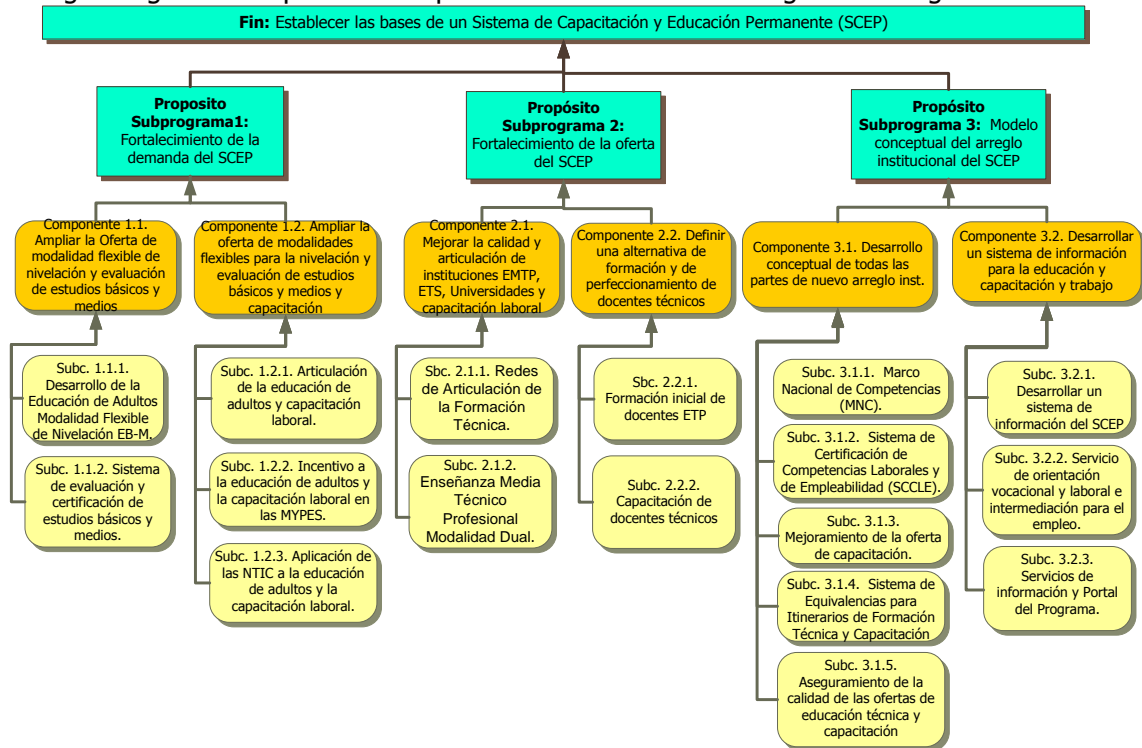 Fin: Establecer las bases de un Sistema de Capacitación y Educación Permanente (SCEP)
Proposito
Subprograma1:
Fortalecimiento de la
demanda del SCEP
Propósito
Subprograma 2:
Fortalecimiento de la oferta
del SCEP
Propósito
Subprograma 3: Modelo
conceptual del arreglo
institucional del SCEP
Componente 1.1.
Ampliar la Oferta de
modalidad flexible de
nivelación y evaluación
de estudios básicos y
medios
Componente 1.2. Ampliar la
oferta de modalidades
flexibles para la nivelación y
evaluación de estudios
básicos y medios y
capacitación
Componente 2.1.
Mejorar la calidad y
articulación de
instituciones EMTP,
ETS, Universidades y
capacitación laboral
Componente 2.2. Definir
una alternativa de
formación y de
perfeccionamiento de
docentes técnicos
Componente 3.1. Desarrollo
conceptual de todas las
partes de nuevo arreglo inst.
Componente 3.2. Desarrollar
un sistema de información
para la educación y
capacitación y trabajo
Subc. 1.1.1.
Desarrollo de la
Educación de Adultos
Modalidad Flexible
de Nivelación EB-M.
Subc. 1.1.2. Sistema
de evaluación y
certificación de
estudios básicos y
medios.
Subc. 1.2.1. Articulación
de la educación de
adultos y capacitación
laboral.
Subc. 1.2.2. Incentivo a
la educación de adultos y
la capacitación laboral en
las MYPES.
Subc. 1.2.3. Aplicación de
las NTIC a la educación
de adultos y la
capacitación laboral.
Sbc. 2.1.1. Redes
de Articulación de
la Formación
Técnica.
Subc. 2.1.2.
Enseñanza Media
Técnico
Profesional
Modalidad Dual.
Sbc. 2.2.1.
Formación inicial de
docentes ETP
Subc. 2.2.2.
Capacitación de
docentes técnicos
Subc. 3.1.1. Marco
Nacional de Competencias
(MNC).
Subc. 3.1.2. Sistema de
Certificación de
Competencias Laborales y
de Empleabilidad (SCCLE).
Subc. 3.1.3.
Mejoramiento de la oferta
de capacitación.
Subc. 3.1.4. Sistema de
Equivalencias para
Itinerarios de Formación
Técnica y Capacitación
Subc. 3.1.5.
Aseguramiento de la
calidad de las ofertas de
educación técnica y
capacitación
Subc. 3.2.1.
Desarrollar un
sistema de
información del SCEP
Subc. 3.2.2. Servicio
de orientación
vocacional y laboral e
intermediación para el
empleo.
Subc. 3.2.3.
Servicios de
información y Portal
del Programa.